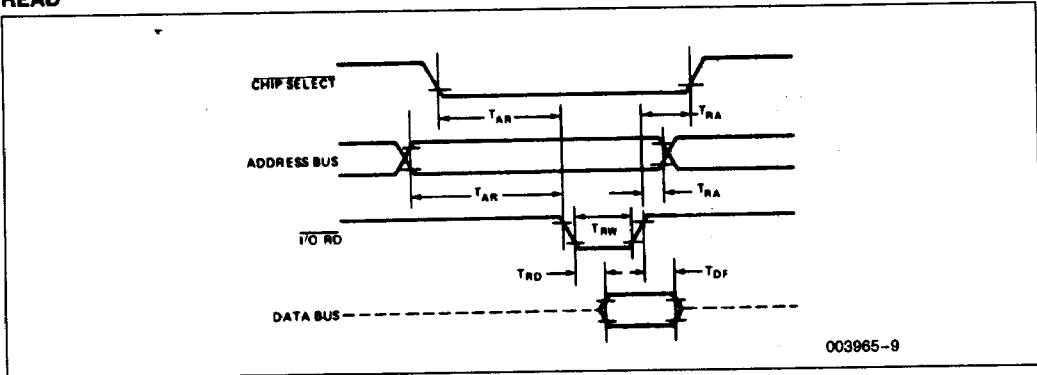 READ
CHIP SELECT
TAR
TRA
ADDRESS BUS
TAR
TRA
I/O RD
TRW
TRD
TDF
DATA BUS
003965-9